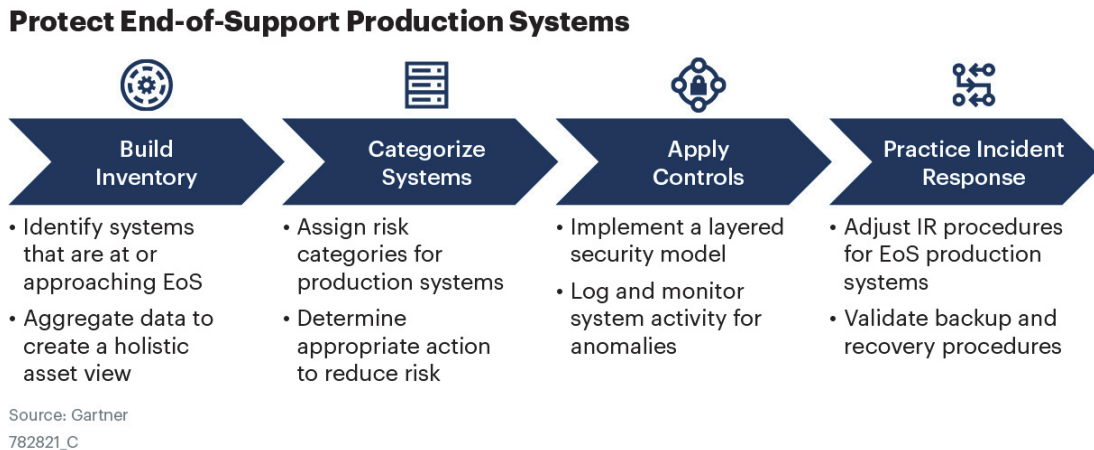 Protect End-of-Support Production Systems
Build
Inventory
• Identify systems
that are at or
approaching EoS
• Aggregate data to
create a holistic
asset view
Categorize
Systems
• Assign risk
categories for
production systems
• Determine
appropriate action
to reduce risk
Apply
Controls
• Implement a layered
security model
• Log and monitor
system activity for
anomalies
Practice Incident
Response
• Adjust IR procedures
for EoS production
systems
• Validate backup and
recovery procedures
Source: Gartner
782821_C